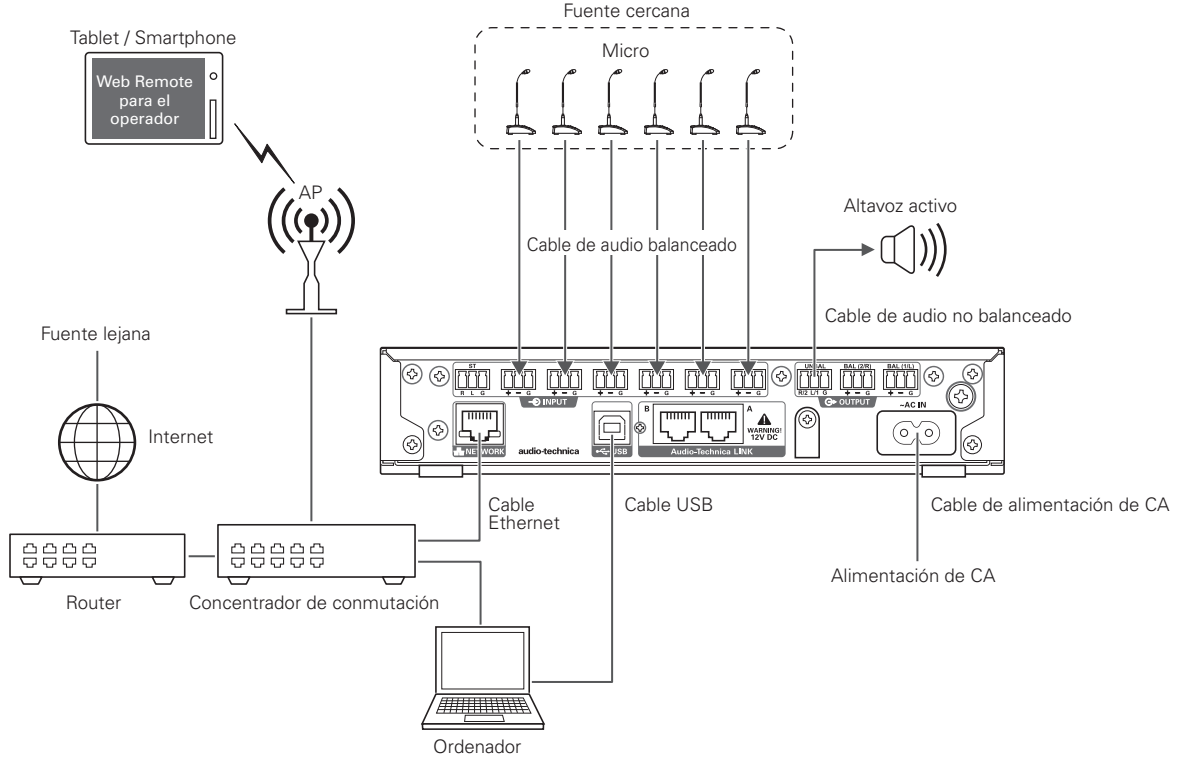 Fuente cercana
Tablet / Smartphone
Micro
Web Remote
para el
operador
AP
Altavoz activo
Cable de audio balanceado
Cable de audio no balanceado
Fuente lejana
ST
UNBAL
BAL (2/R)
BAL (1/L)
R L G
+ − G
+ − G
+ − G
+ − G
+ − G
+ − G
R/2 L/1 G
+ − G
+ − G
INPUT
OUTPUT
~AC IN
B
A
WARNING!
12V DC
Internet
NETWORK
audio-technica
USB
Audio-Technica LINK
Cable
Ethernet
Cable USB
Cable de alimentación de CA
Alimentación de CA
Router
Concentrador de conmutación
Ordenador